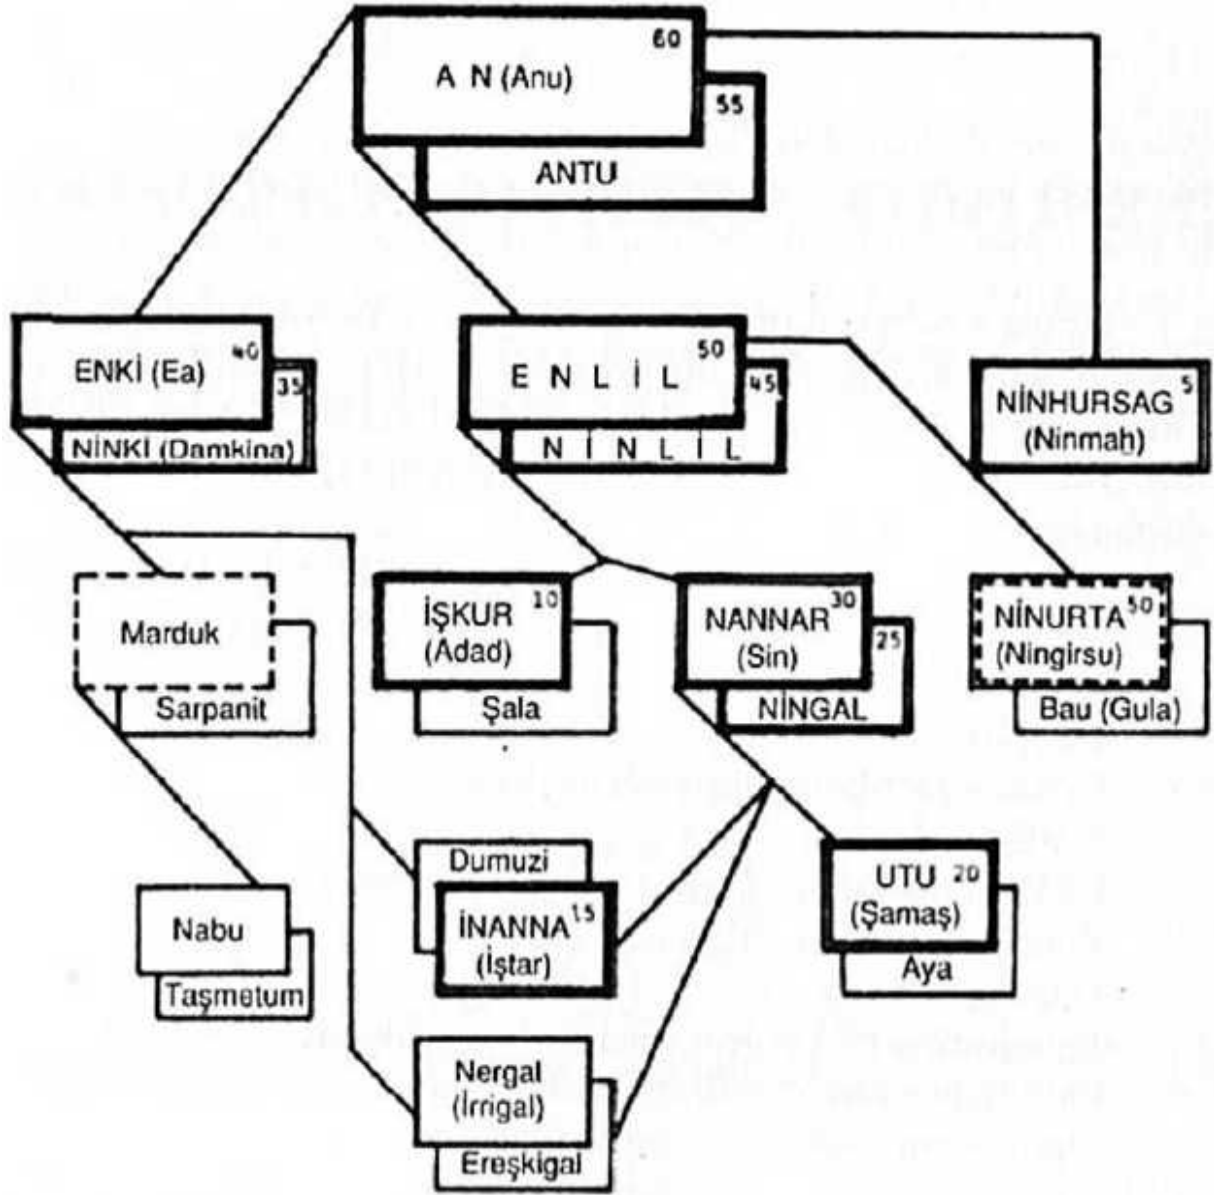 60
A N (Anu)
55
ANTU
ENKİ (Ea) 40
35
NİNKİ (Damkina)
E N L İ L 50
45
N İ N L İ L
NİNHURSAG 5
(Ninmah)
Marduk
Sarpanit
İŞKUR 10
(Adad)
Şala
NANNAR 30
(Sin)
25
NİNGAL
NİNURTA 50
(Ningirsu)
Bau (Gula)
Nabu
Taşmetum
Dumuzi
İNANNA 15
(İştar)
UTU 20
(Şamaş)
Aya
Nergal
(İrrigal)
Ereşkigal